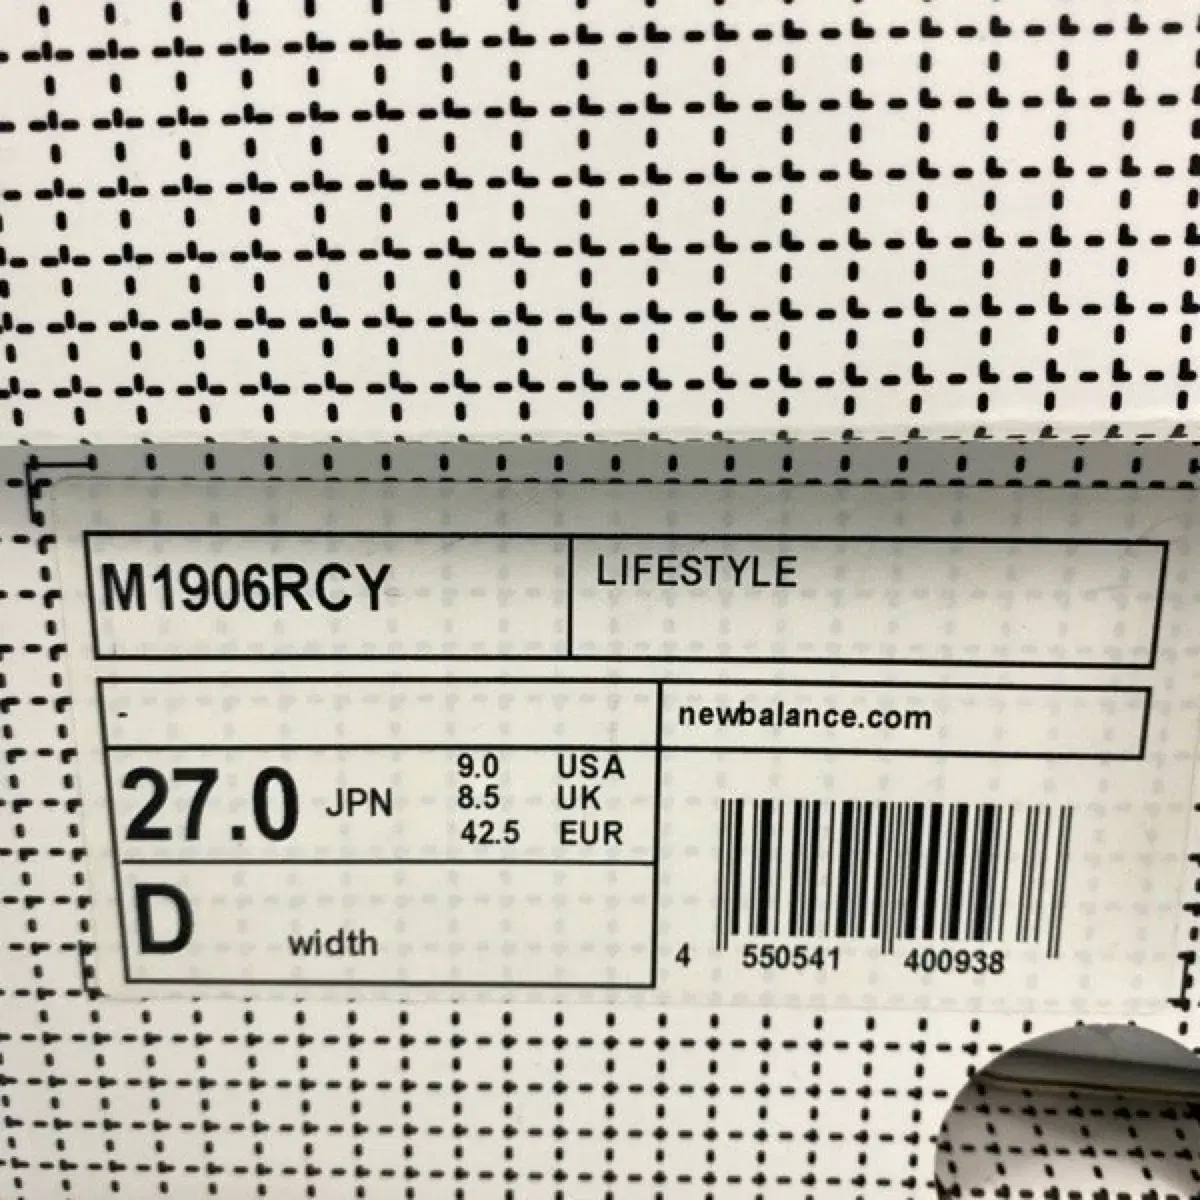 M1906RCY
LIFESTYLE
-
newbalance.com
27.0 JPN
9.0 USA
8.5 UK
42.5 EUR
D width
4 550541 400938